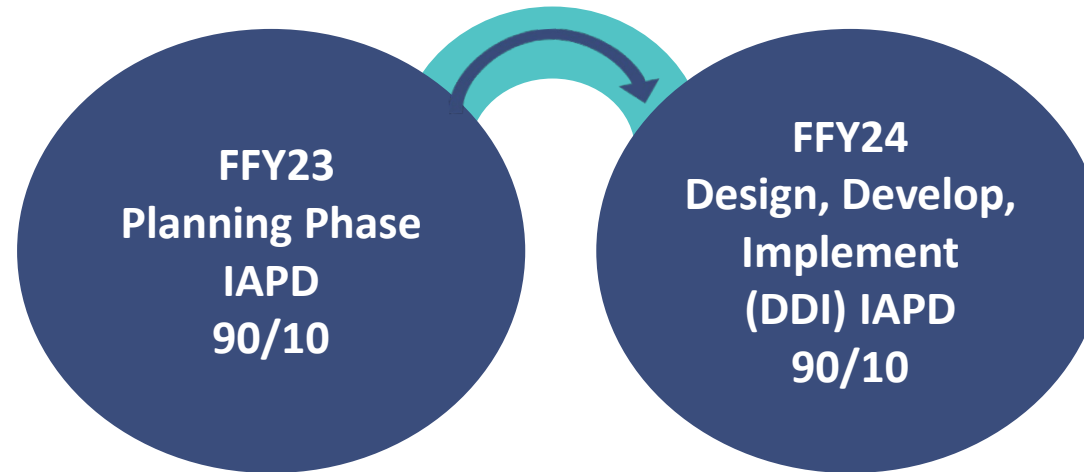 FFY23
Planning Phase
IAPD
90/10
FFY24
Design, Develop,
Implement
(DDI) IAPD
90/10